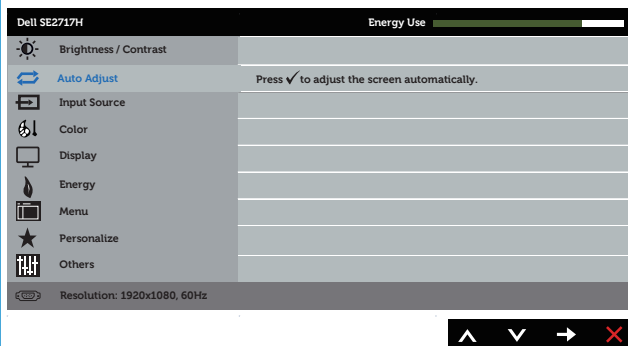 Dell SE2717H Energy Use
Brightness / Contrast
Auto Adjust Press ✓ to adjust the screen automatically.
Input Source
Color
Display
Energy
Menu
Personalize
Others
Resolution: 1920x1080, 60Hz